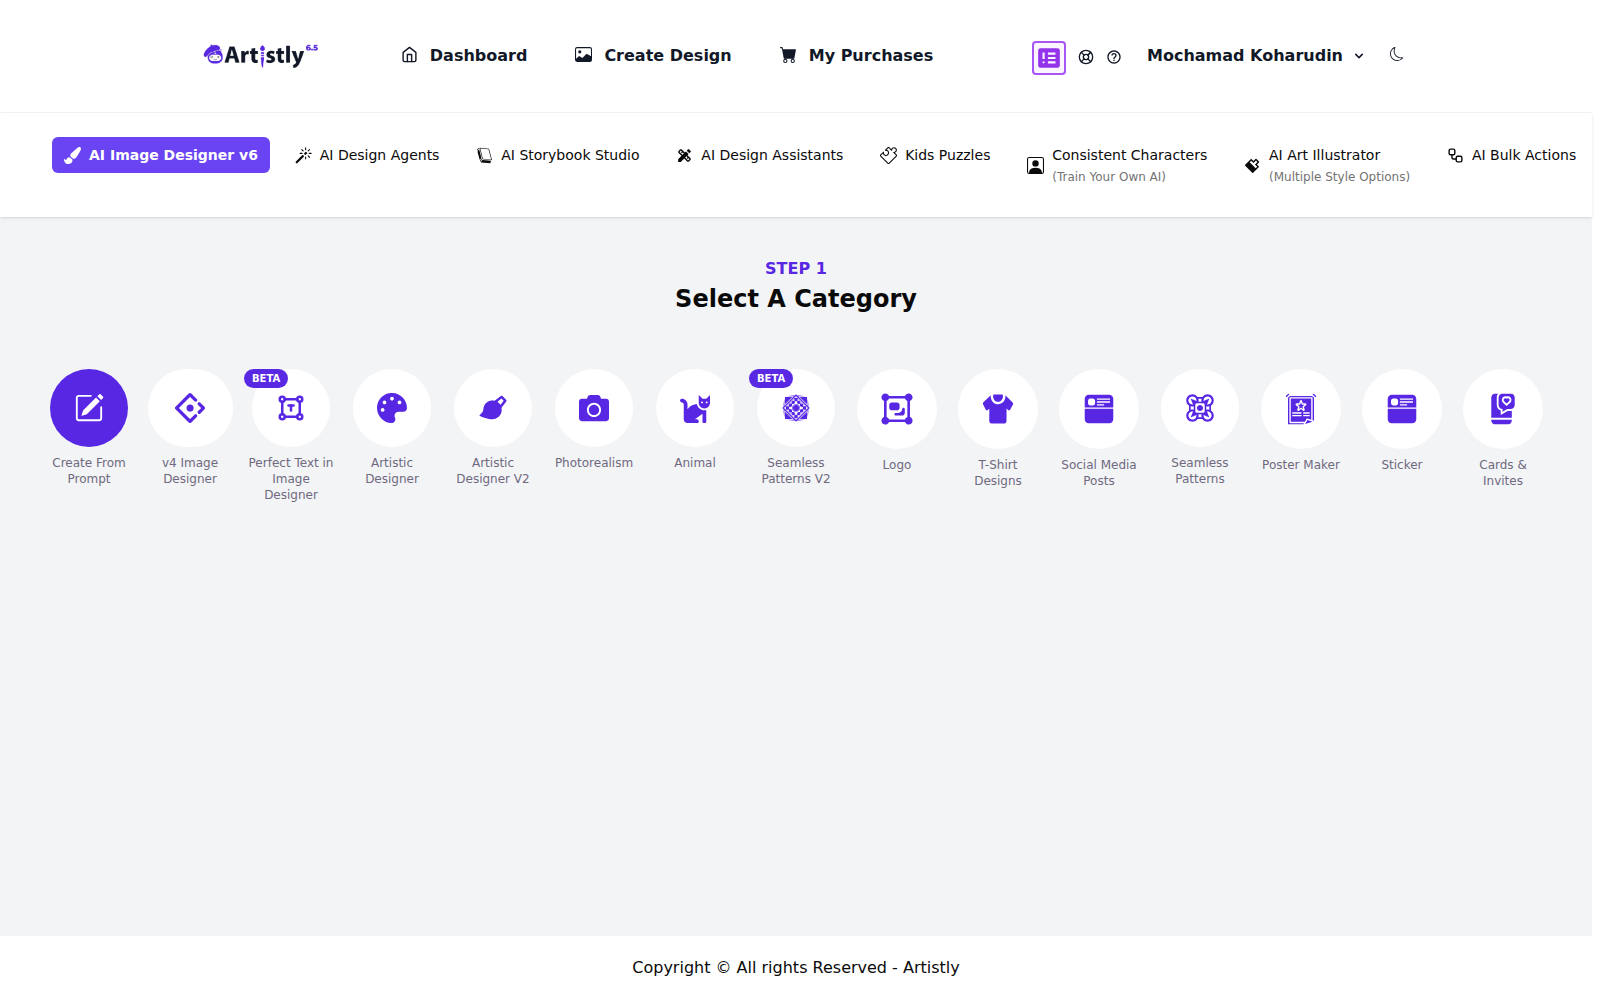 Artistly 6.5
Dashboard
Create Design
My Purchases
Mochamad Koharudin
AI Image Designer v6
AI Design Agents
AI Storybook Studio
AI Design Assistants
Kids Puzzles
Consistent Characters
(Train Your Own AI)
AI Art Illustrator
(Multiple Style Options)
AI Bulk Actions
STEP 1
Select A Category
Create From
Prompt
v4 Image
Designer
BETA
Perfect Text in
Image
Designer
Artistic
Designer
Artistic
Designer V2
Photorealism
Animal
BETA
Seamless
Patterns V2
Logo
T-Shirt
Designs
Social Media
Posts
Seamless
Patterns
Poster Maker
Sticker
Cards &
Invites
Copyright © All rights Reserved - Artistly